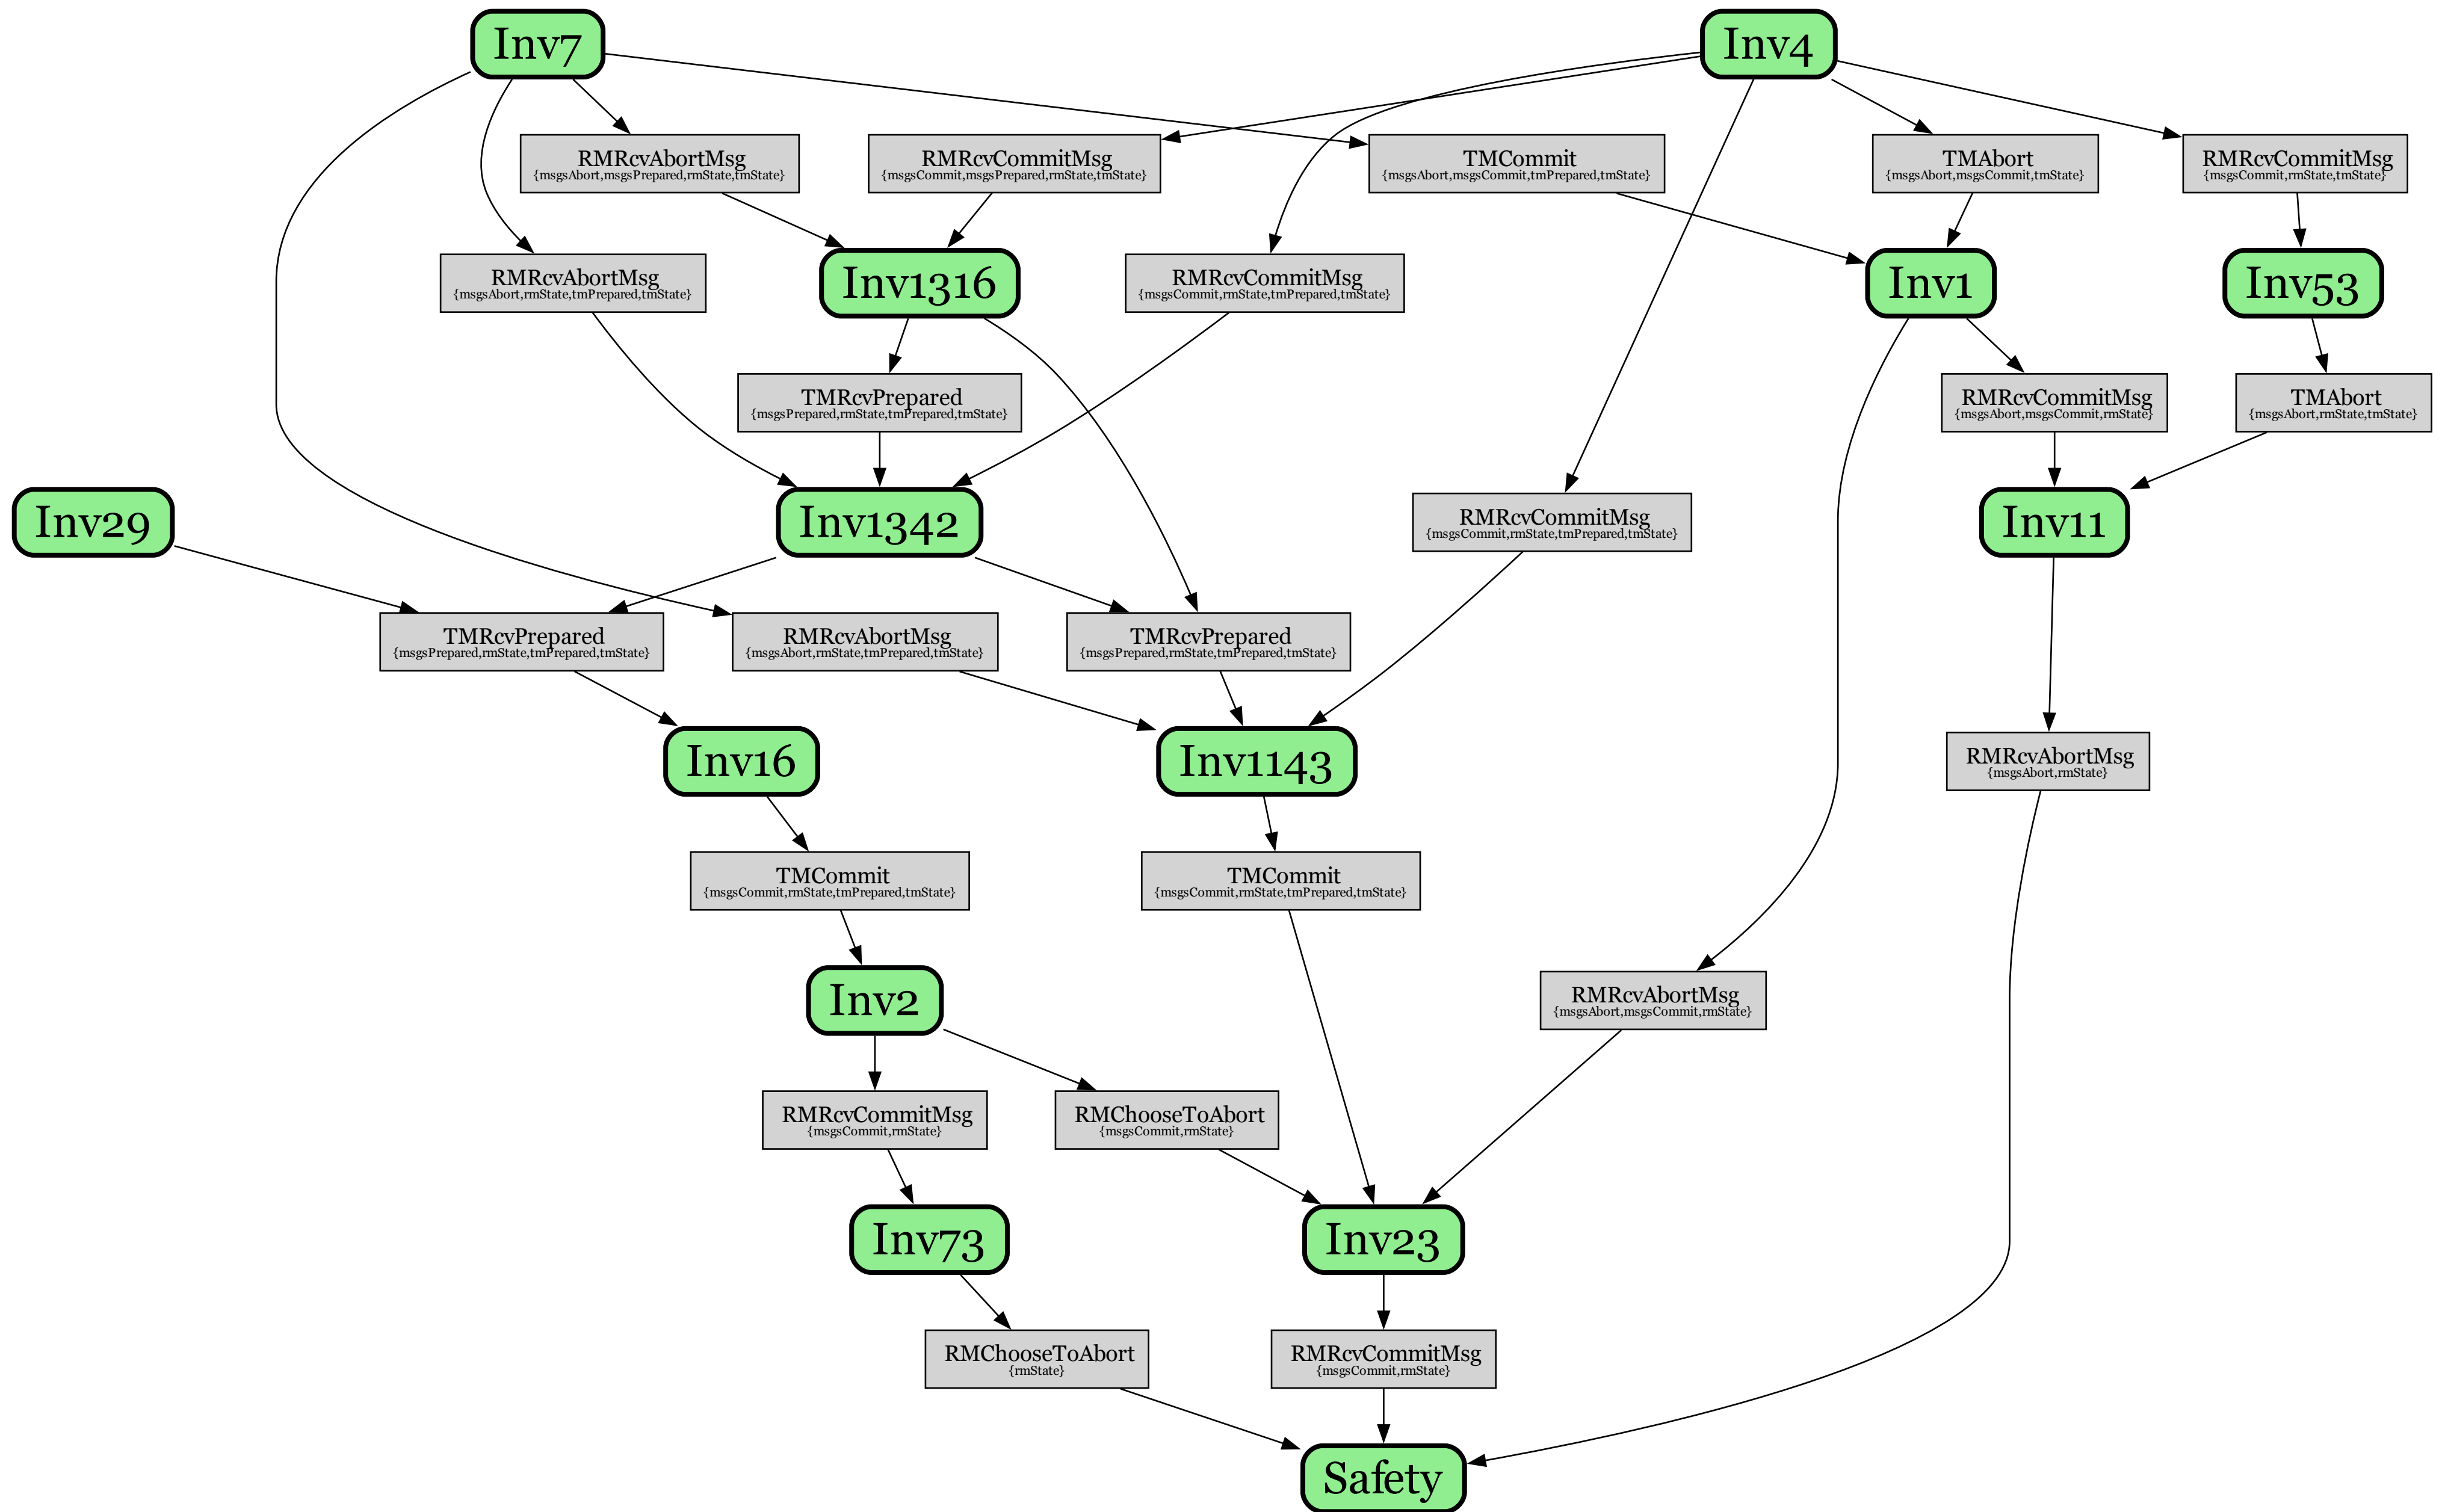 Inv7
Inv4
RMRcvAbortMsg
{msgsAbort,msgsPrepared,rmState,tmState}
RMRcvCommitMsg
{msgsCommit,msgsPrepared,rmState,tmState}
TMCommit
{msgsAbort,msgsCommit,tmPrepared,tmState}
TMAbort
{msgsAbort,msgsCommit,tmState}
RMRcvCommitMsg
{msgsCommit,rmState,tmState}
RMRcvAbortMsg
{msgsAbort,rmState,tmPrepared,tmState}
Inv1316
RMRcvCommitMsg
{msgsCommit,rmState,tmPrepared,tmState}
Inv1
Inv53
TMRcvPrepared
{msgsPrepared,rmState,tmPrepared,tmState}
RMRcvCommitMsg
{msgsAbort,msgsCommit,rmState}
TMAbort
{msgsAbort,rmState,tmState}
Inv29
Inv1342
RMRcvCommitMsg
{msgsCommit,rmState,tmPrepared,tmState}
Inv11
TMRcvPrepared
{msgsPrepared,rmState,tmPrepared,tmState}
RMRcvAbortMsg
{msgsAbort,rmState,tmPrepared,tmState}
TMRcvPrepared
{msgsPrepared,rmState,tmPrepared,tmState}
Inv16
Inv1143
RMRcvAbortMsg
{msgsAbort,rmState}
TMCommit
{msgsCommit,rmState,tmPrepared,tmState}
TMCommit
{msgsCommit,rmState,tmPrepared,tmState}
Inv2
RMRcvAbortMsg
{msgsAbort,msgsCommit,rmState}
RMRcvCommitMsg
{msgsCommit,rmState}
RMChooseToAbort
{msgsCommit,rmState}
Inv73
Inv23
RMChooseToAbort
{rmState}
RMRcvCommitMsg
{msgsCommit,rmState}
Safety